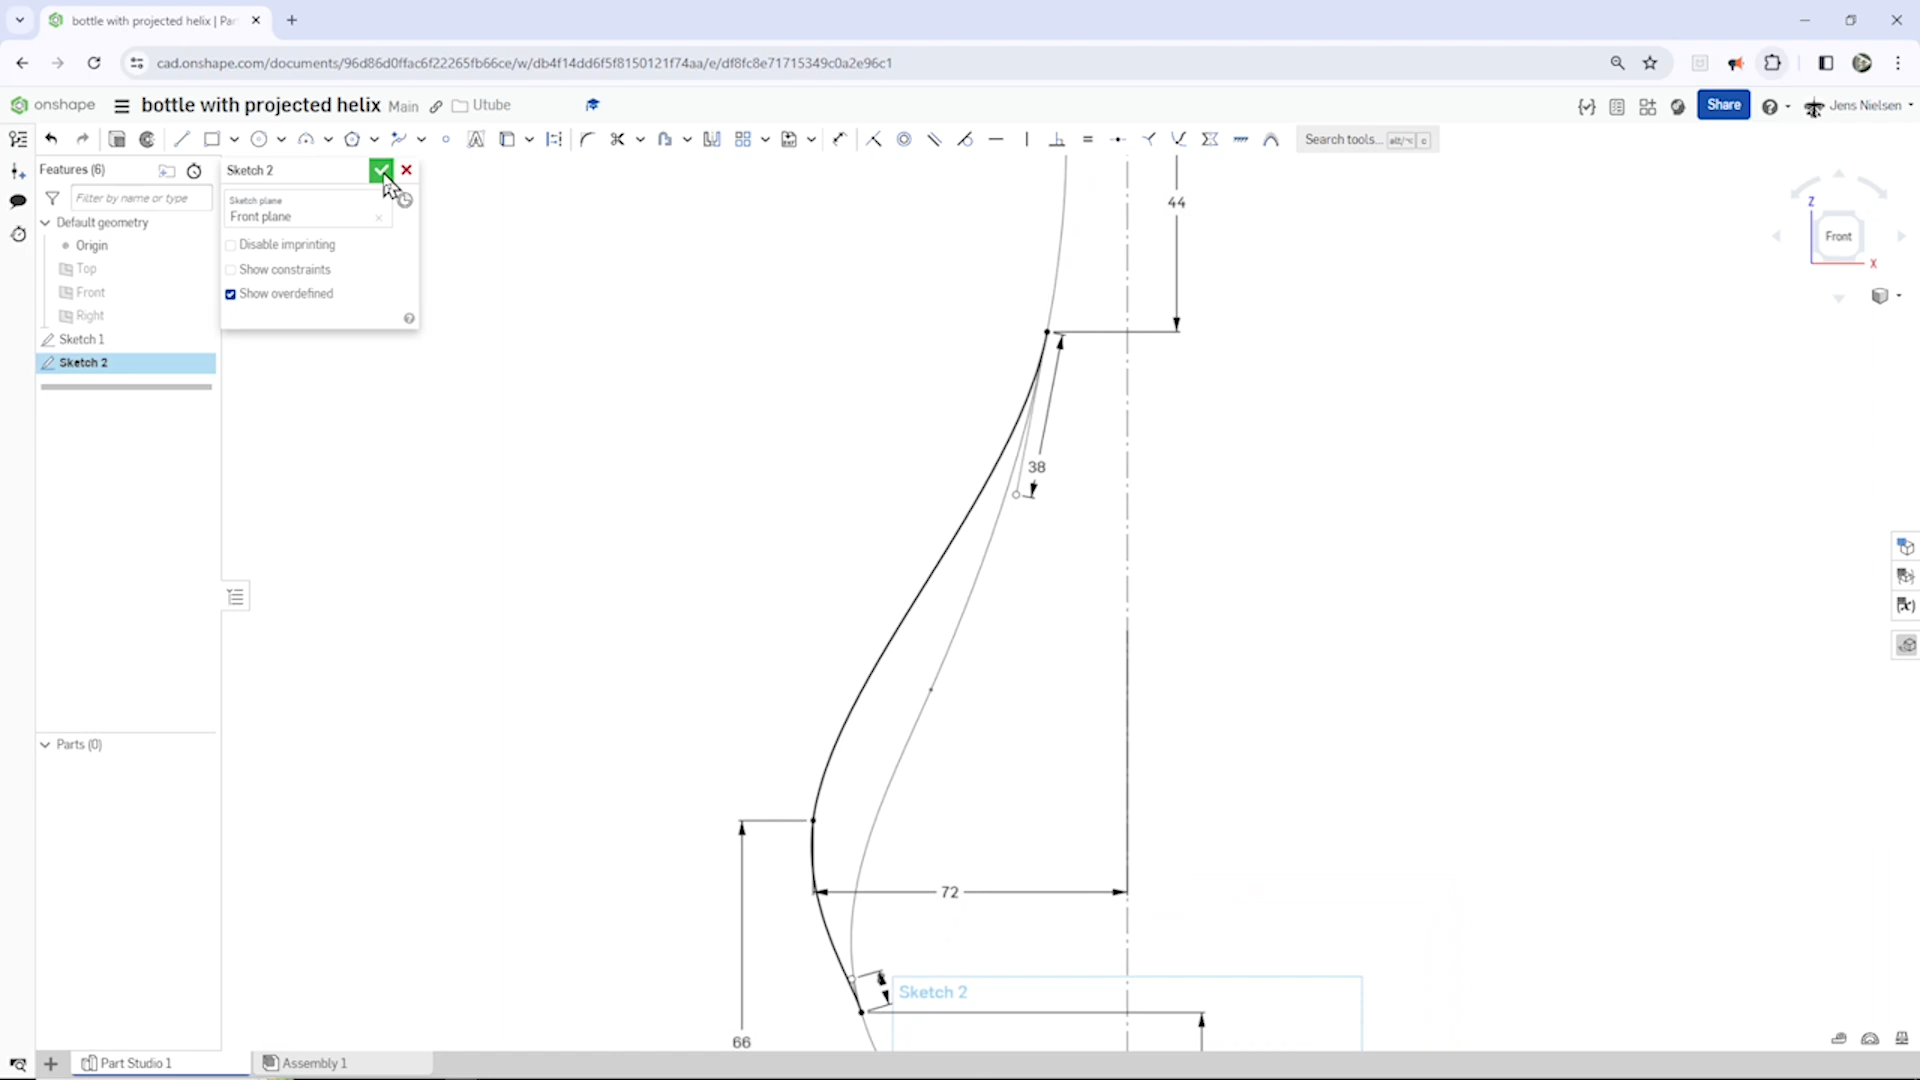 bottle with projected helix | Par
cad.onshape.com/documents/96d86d0ffac6f22265fb66ce/w/db4f14dd6f5f8150121f74aa/e/df8fc8e71715349c0a2e96c1
onshape
bottle with projected helix Main Utube
Share
Jens Nielsen
Search tools... alt/⌥ c
Features (6)
Filter by name or type
Default geometry
Origin
Top
Front
Right
Sketch 1
Sketch 2
Sketch 2
Sketch plane
Front plane
Disable imprinting
Show constraints
Show overdefined
44
38
72
66
Sketch 2
Z
Front
X
Parts (0)
Part Studio 1
Assembly 1